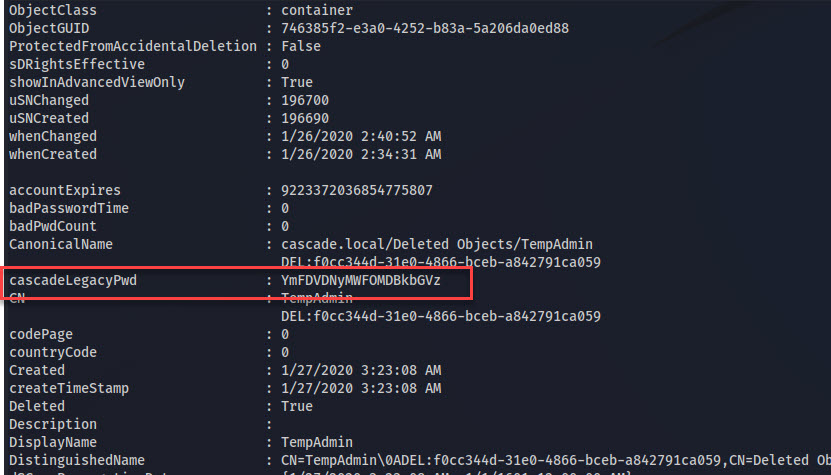 ObjectClass : container
ObjectGUID : 746385f2-e3a0-4252-b83a-5a206da0ed88
ProtectedFromAccidentalDeletion : False
sDRightsEffective : 0
showInAdvancedViewOnly : True
uSNChanged : 196700
uSNCreated : 196690
whenChanged : 1/26/2020 2:40:52 AM
whenCreated : 1/26/2020 2:34:31 AM
accountExpires : 9223372036854775807
badPasswordTime : 0
badPwdCount : 0
CanonicalName : cascade.local/Deleted Objects/TempAdmin
DEL:f0cc344d-31e0-4866-bceb-a842791ca059
cascadeLegacyPwd : YmFDVDNyMWFOMDBkbGVz
CN : TempAdmin
DEL:f0cc344d-31e0-4866-bceb-a842791ca059
codePage : 0
countryCode : 0
Created : 1/27/2020 3:23:08 AM
createTimeStamp : 1/27/2020 3:23:08 AM
Deleted : True
Description :
DisplayName : TempAdmin
DistinguishedName : CN=TempAdmin\0ADEL:f0cc344d-31e0-4866-bceb-a842791ca059,CN=Deleted Ob